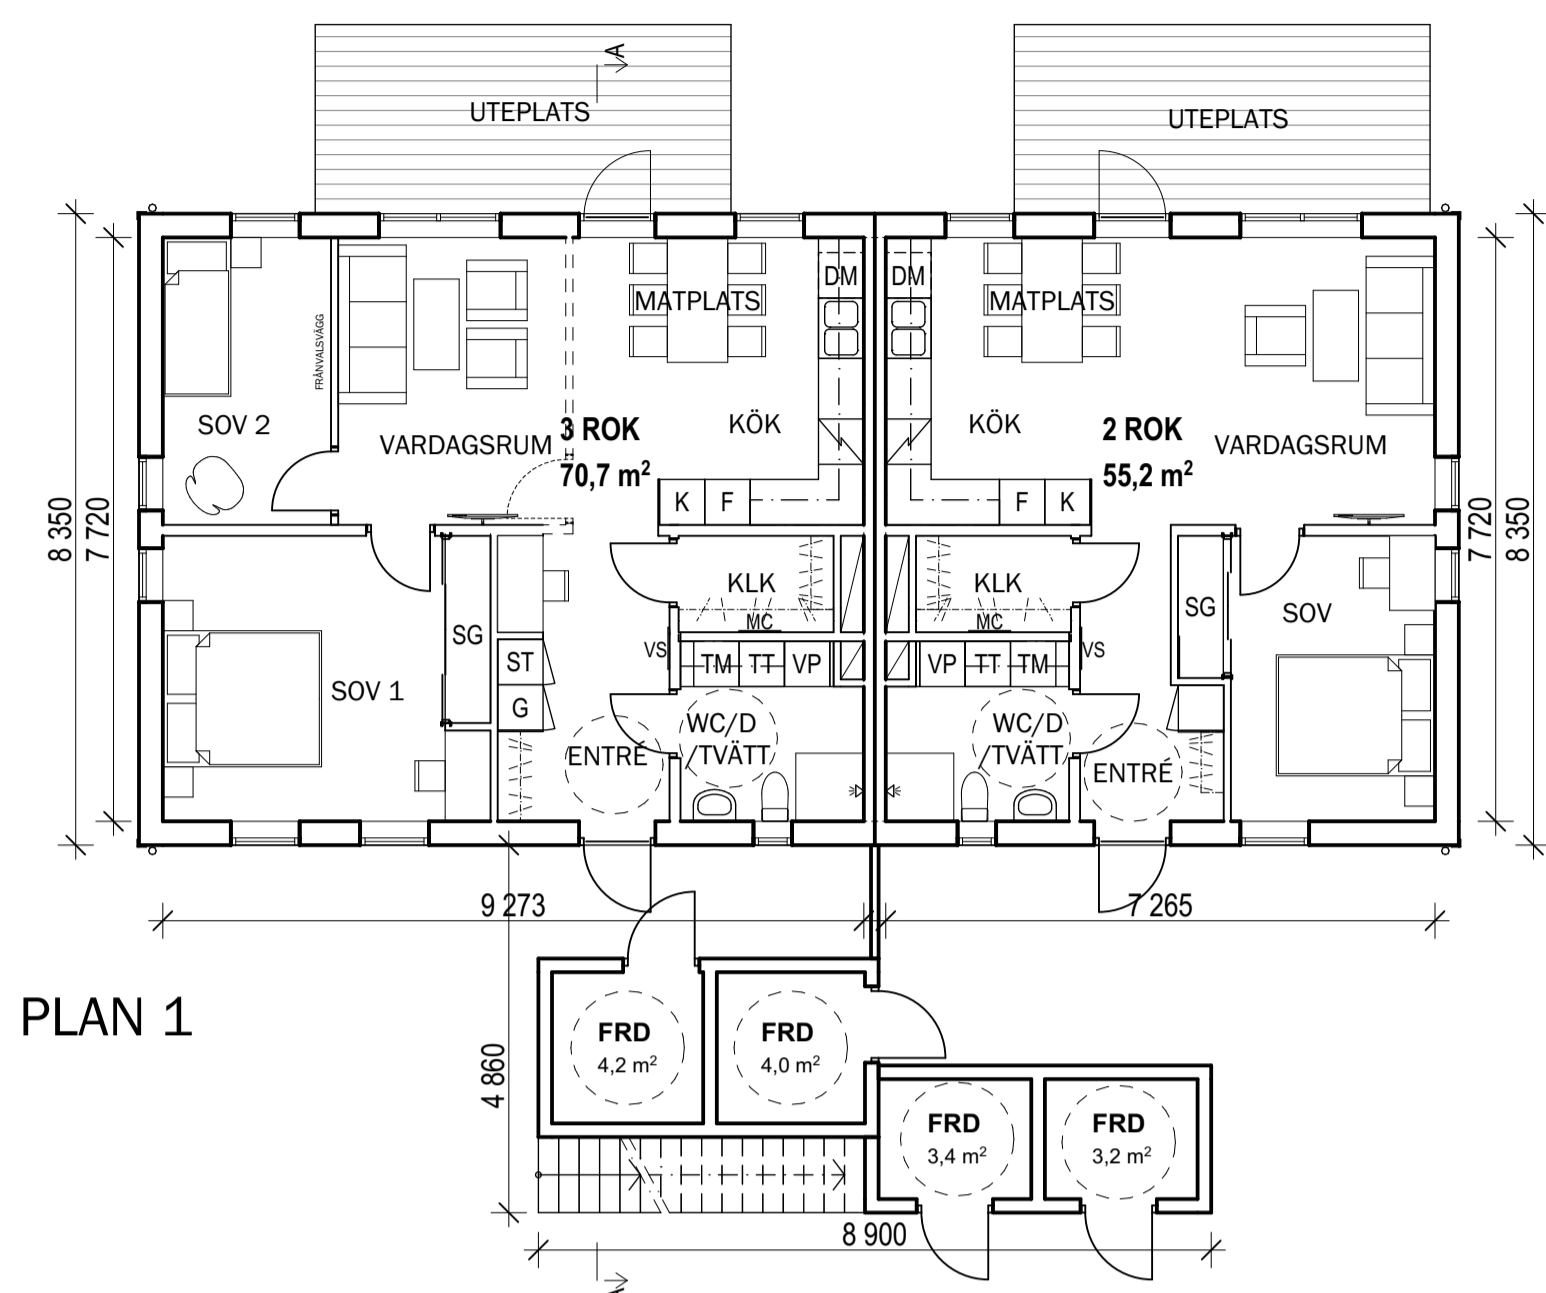 A
UTEPLATS
UTEPLATS
DM
DM
MATPLATS
MATPLATS
FRÅNVALSVÄGG
SOV 2
VARDAGSRUM
3 ROK
70,7 m²
KÖK
KÖK
2 ROK
55,2 m²
VARDAGSRUM
8 350
7 720
K
F
F
K
7 720
8 350
KLK
KLK
MC
MC
SG
SG
SOV
VS
VS
ST
TM
TT
VP
VP
TT
TM
SOV 1
G
WC/D
/TVÄTT
WC/D
/TVÄTT
ENTRÉ
ENTRÉ
9 273
7 265
PLAN 1
FRD
4,2 m²
FRD
4,0 m²
4 860
FRD
3,4 m²
FRD
3,2 m²
8 900